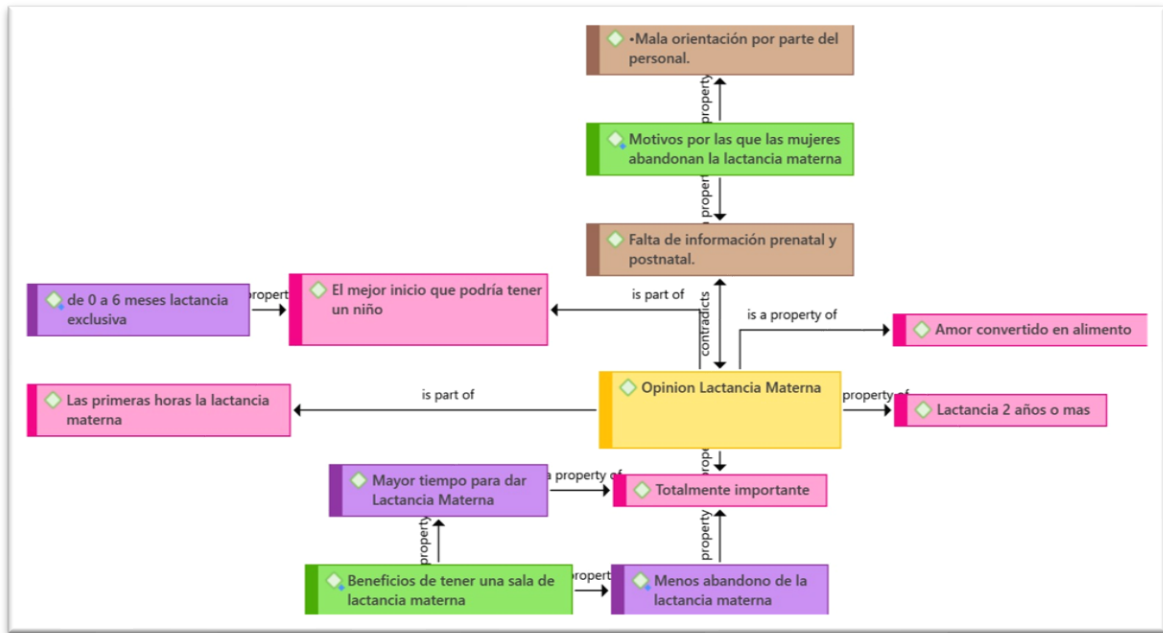 •Mala orientación por parte del
personal.
property
Motivos por las que las mujeres
abandonan la lactancia materna
Falta de información prenatal y
postnatal.
de 0 a 6 meses lactancia
exclusiva
El mejor inicio que podría tener
un niño
is part of
contradicts
is a property of
Amor convertido en alimento
Opinion Lactancia Materna
Las primeras horas la lactancia
materna
is part of
property of
Lactancia 2 años o mas
Mayor tiempo para dar
Lactancia Materna
a property of
Totalmente importante
property
property
Beneficios de tener una sala de
lactancia materna
Menos abandono de la
lactancia materna